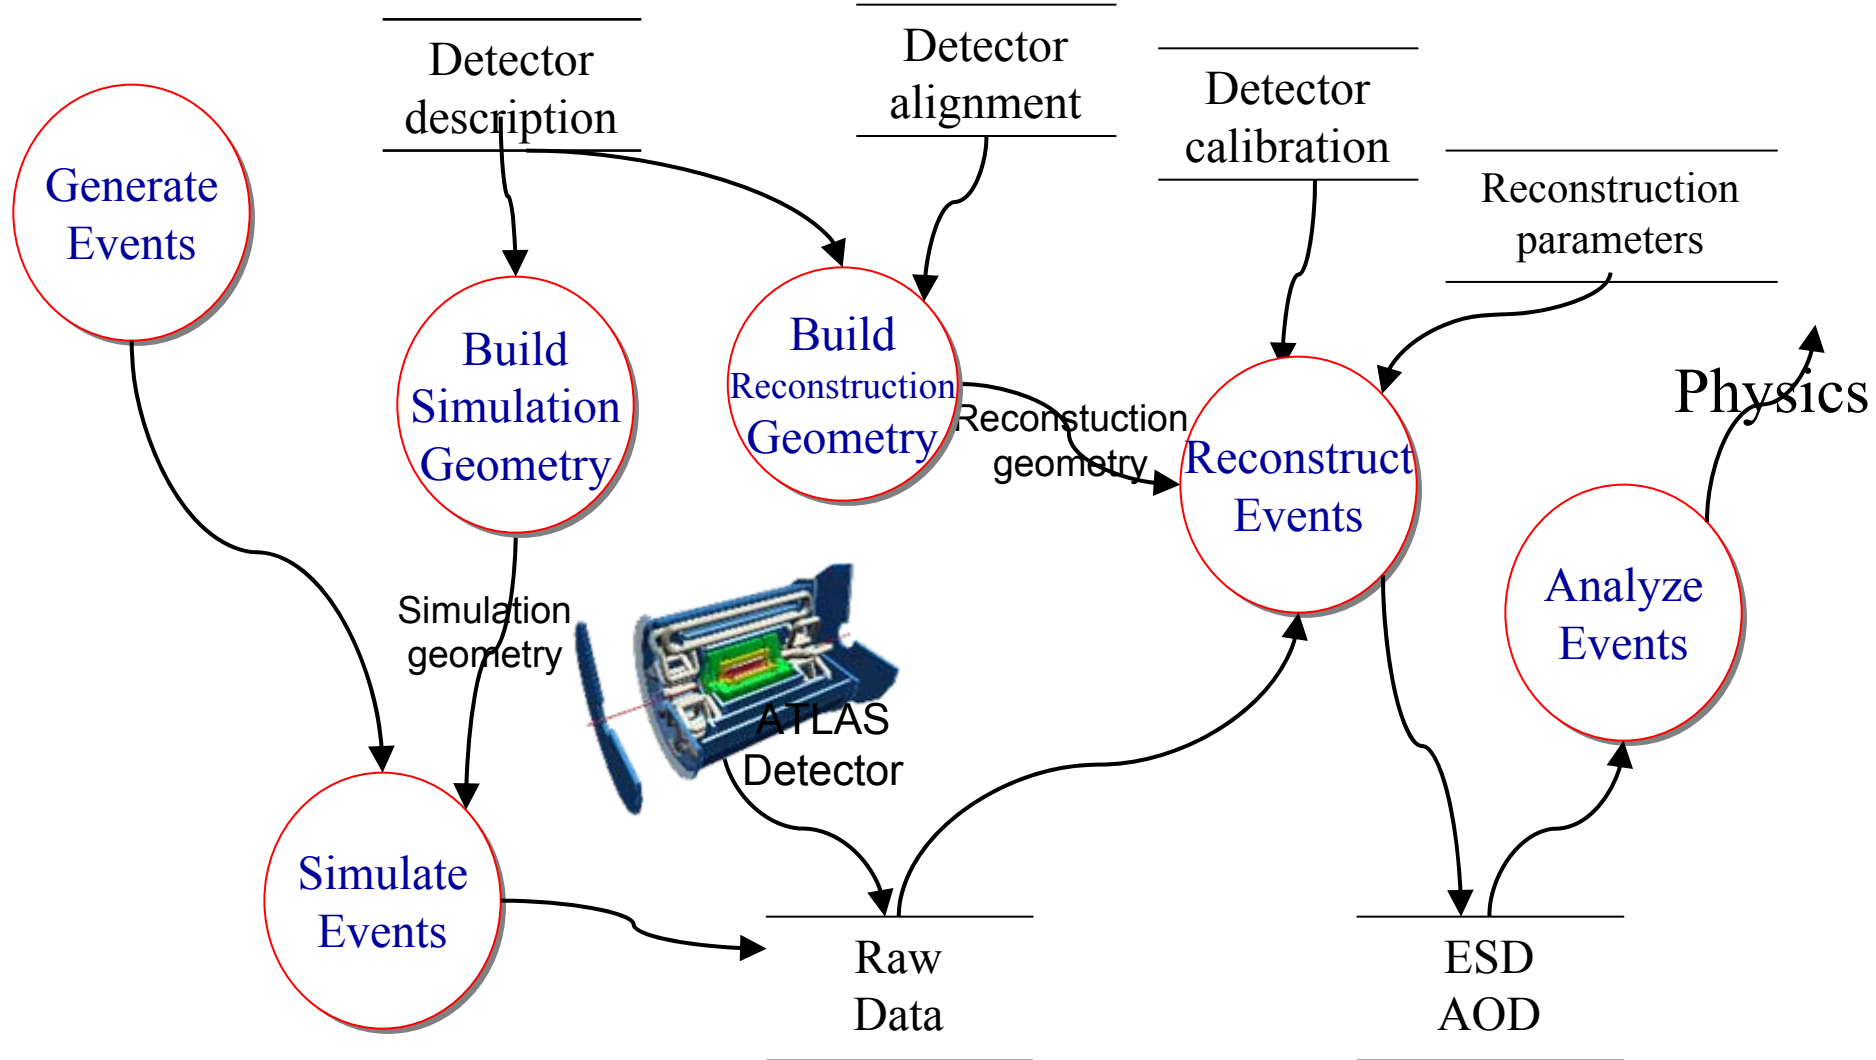 Detector
description
Detector
alignment
Detector
calibration
Reconstruction
parameters
Generate
Events
Build
Simulation
Geometry
Build
Reconstruction
Geometry
Reconstuction
geometry
Reconstruct
Events
Physics
Analyze
Events
Simulation
geometry
ATLAS
Detector
Simulate
Events
Raw
Data
ESD
AOD